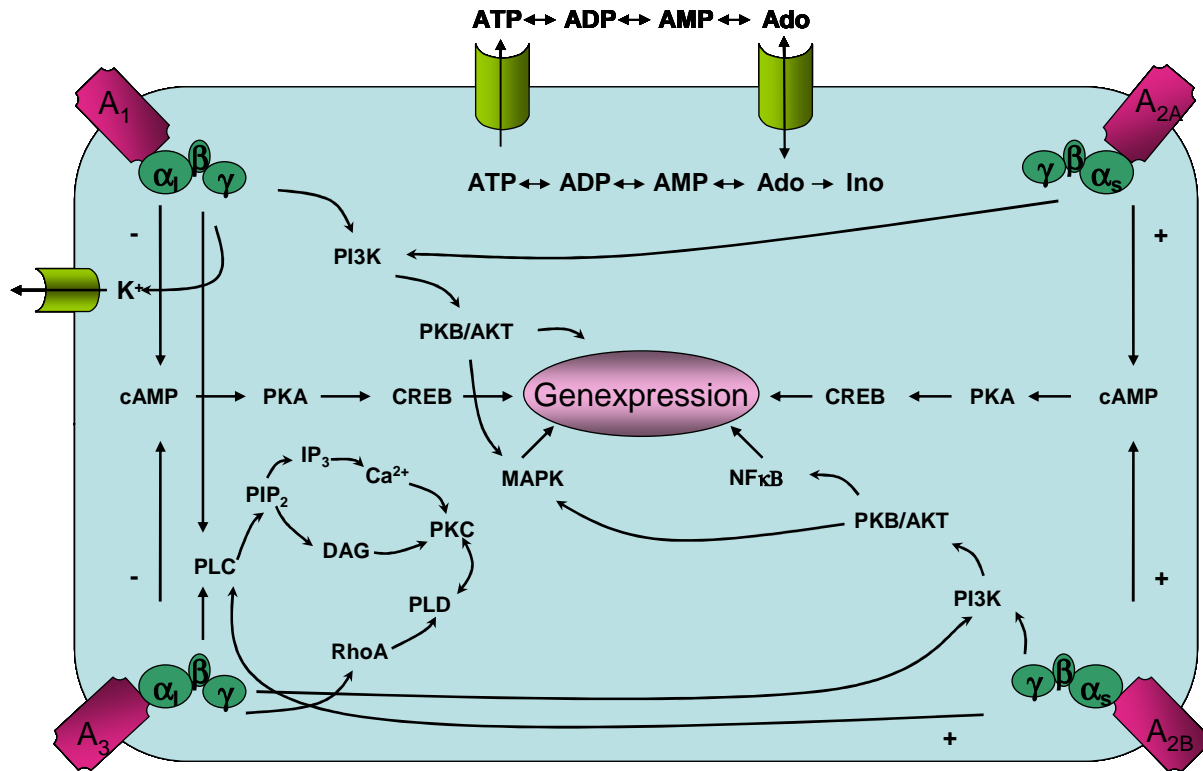 ATP ADP AMP Ado
A1
A2A
αI β γ
γ β αs
ATP ADP AMP Ado Ino
-
+
PI3K
K+
PKB/AKT
cAMP PKA CREB Genexpression CREB PKA cAMP
IP3
Ca2+
MAPK
NFκB
PIP2
PKC
PKB/AKT
DAG
PLC
-
+
PLD
PI3K
RhoA
αI β γ
γ β αs
A3
A2B
+